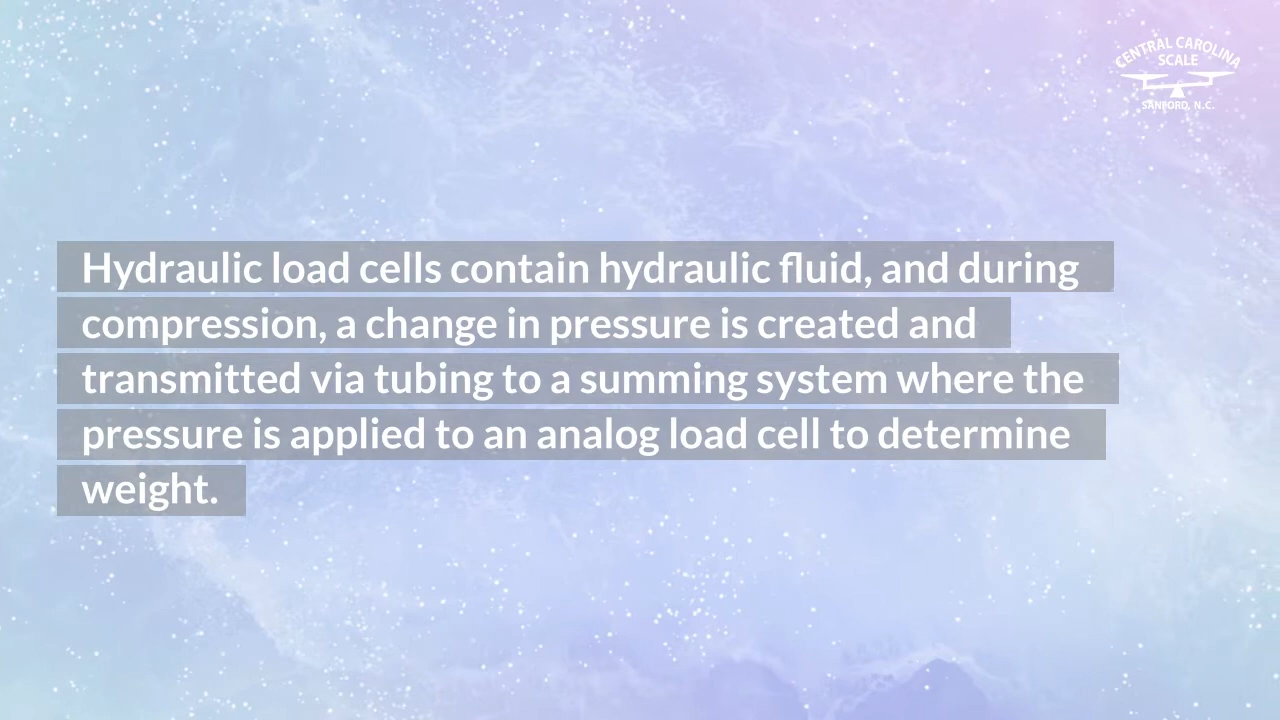 CENTRAL CAROLINA
SCALE
SANFORD, N.C.
Hydraulic load cells contain hydraulic fluid, and during
compression, a change in pressure is created and
transmitted via tubing to a summing system where the
pressure is applied to an analog load cell to determine
weight.